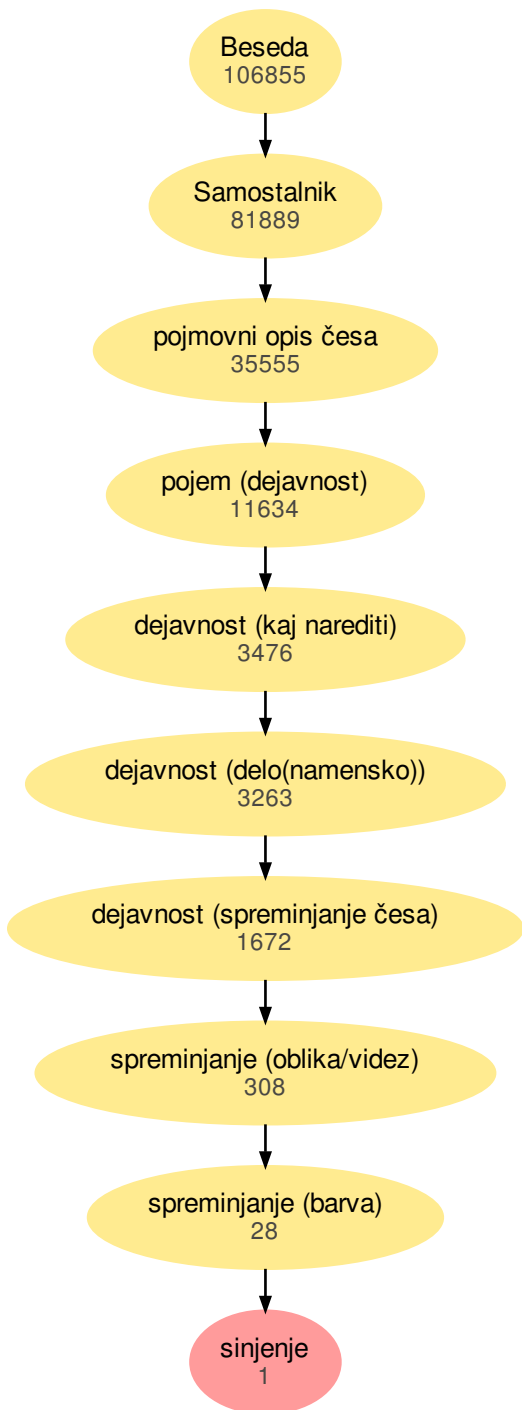 Beseda
106855
Samostalnik
81889
pojmovni opis česa
35555
pojem (dejavnost)
11634
dejavnost (kaj narediti)
3476
dejavnost (delo(namensko))
3263
dejavnost (spreminjanje česa)
1672
spreminjanje (oblika/videz)
308
spreminjanje (barva)
28
sinjenje
1